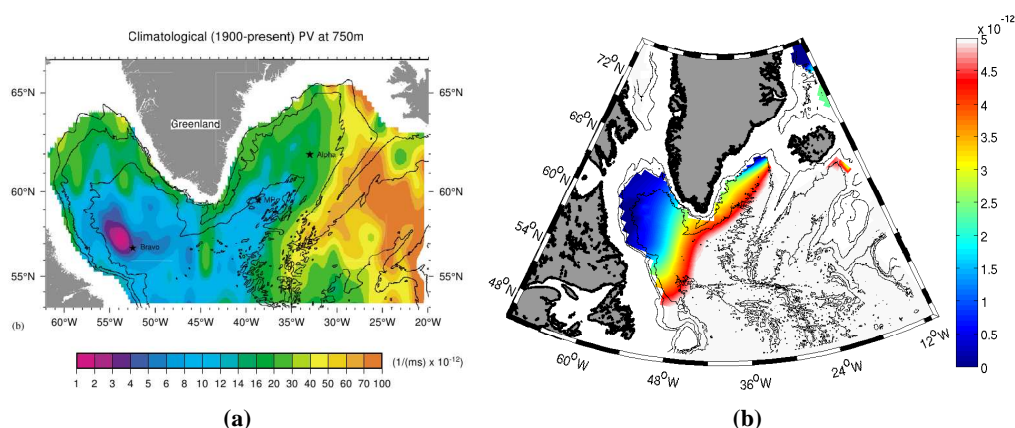 Climatological (1900-present) PV at 750m
65°N
60°N
55°N
Greenland
Alpha
Bravo
(b)
60°W 55°W 50°W 45°W 40°W 35°W 30°W 25°W 20°W
(1/(ms) x 10-12)
1 2 3 4 5 6 8 10 12 14 16 20 30 40 50 60 70 100
(a)
72°N
66°N
60°N
54°N
48°N
60°W
48°W
36°W
24°W
12°W
x 10-12
5
4.5
4
3.5
3
2.5
2
1.5
1
0.5
0
(b)